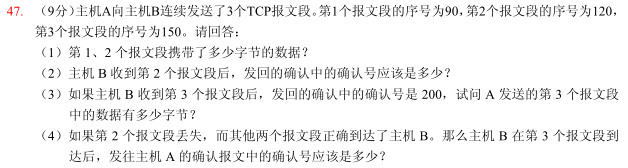 47. （9分)主机A向主机B连续发送了3个TCP报文段。第1个报文段的序号为90,第2个报文段的序号为120,
第3个报文段的序号为150。请回答：
（1）第 1、2 个报文段携带了多少字节的数据？
（2）主机 B 收到第 2 个报文段后，发回的确认中的确认号应该是多少？
（3）如果主机 B 收到第 3 个报文段后，发回的确认中的确认号是 200，试问 A 发送的第 3 个报文段
中的数据有多少字节？
（4）如果第 2 个报文段丢失，而其他两个报文段正确到达了主机 B。那么主机 B 在第 3 个报文段到
达后，发往主机 A 的确认报文中的确认号应该是多少？